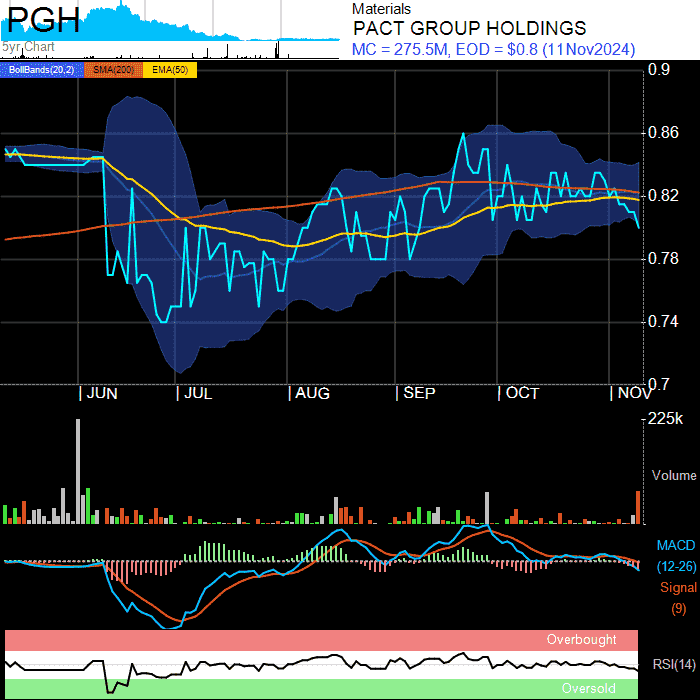 PGH
5yr Chart
Materials
PACT GROUP HOLDINGS
MC = 275.5M, EOD = $0.8 (11Nov2024)
BollBands(20,2) SMA(200) EMA(50)
0.9
0.86
0.82
0.78
0.74
0.7
| JUN | JUL | AUG | SEP | OCT | NOV
225k
Volume
MACD
(12-26)
Signal
(9)
Overbought
RSI(14)
Oversold